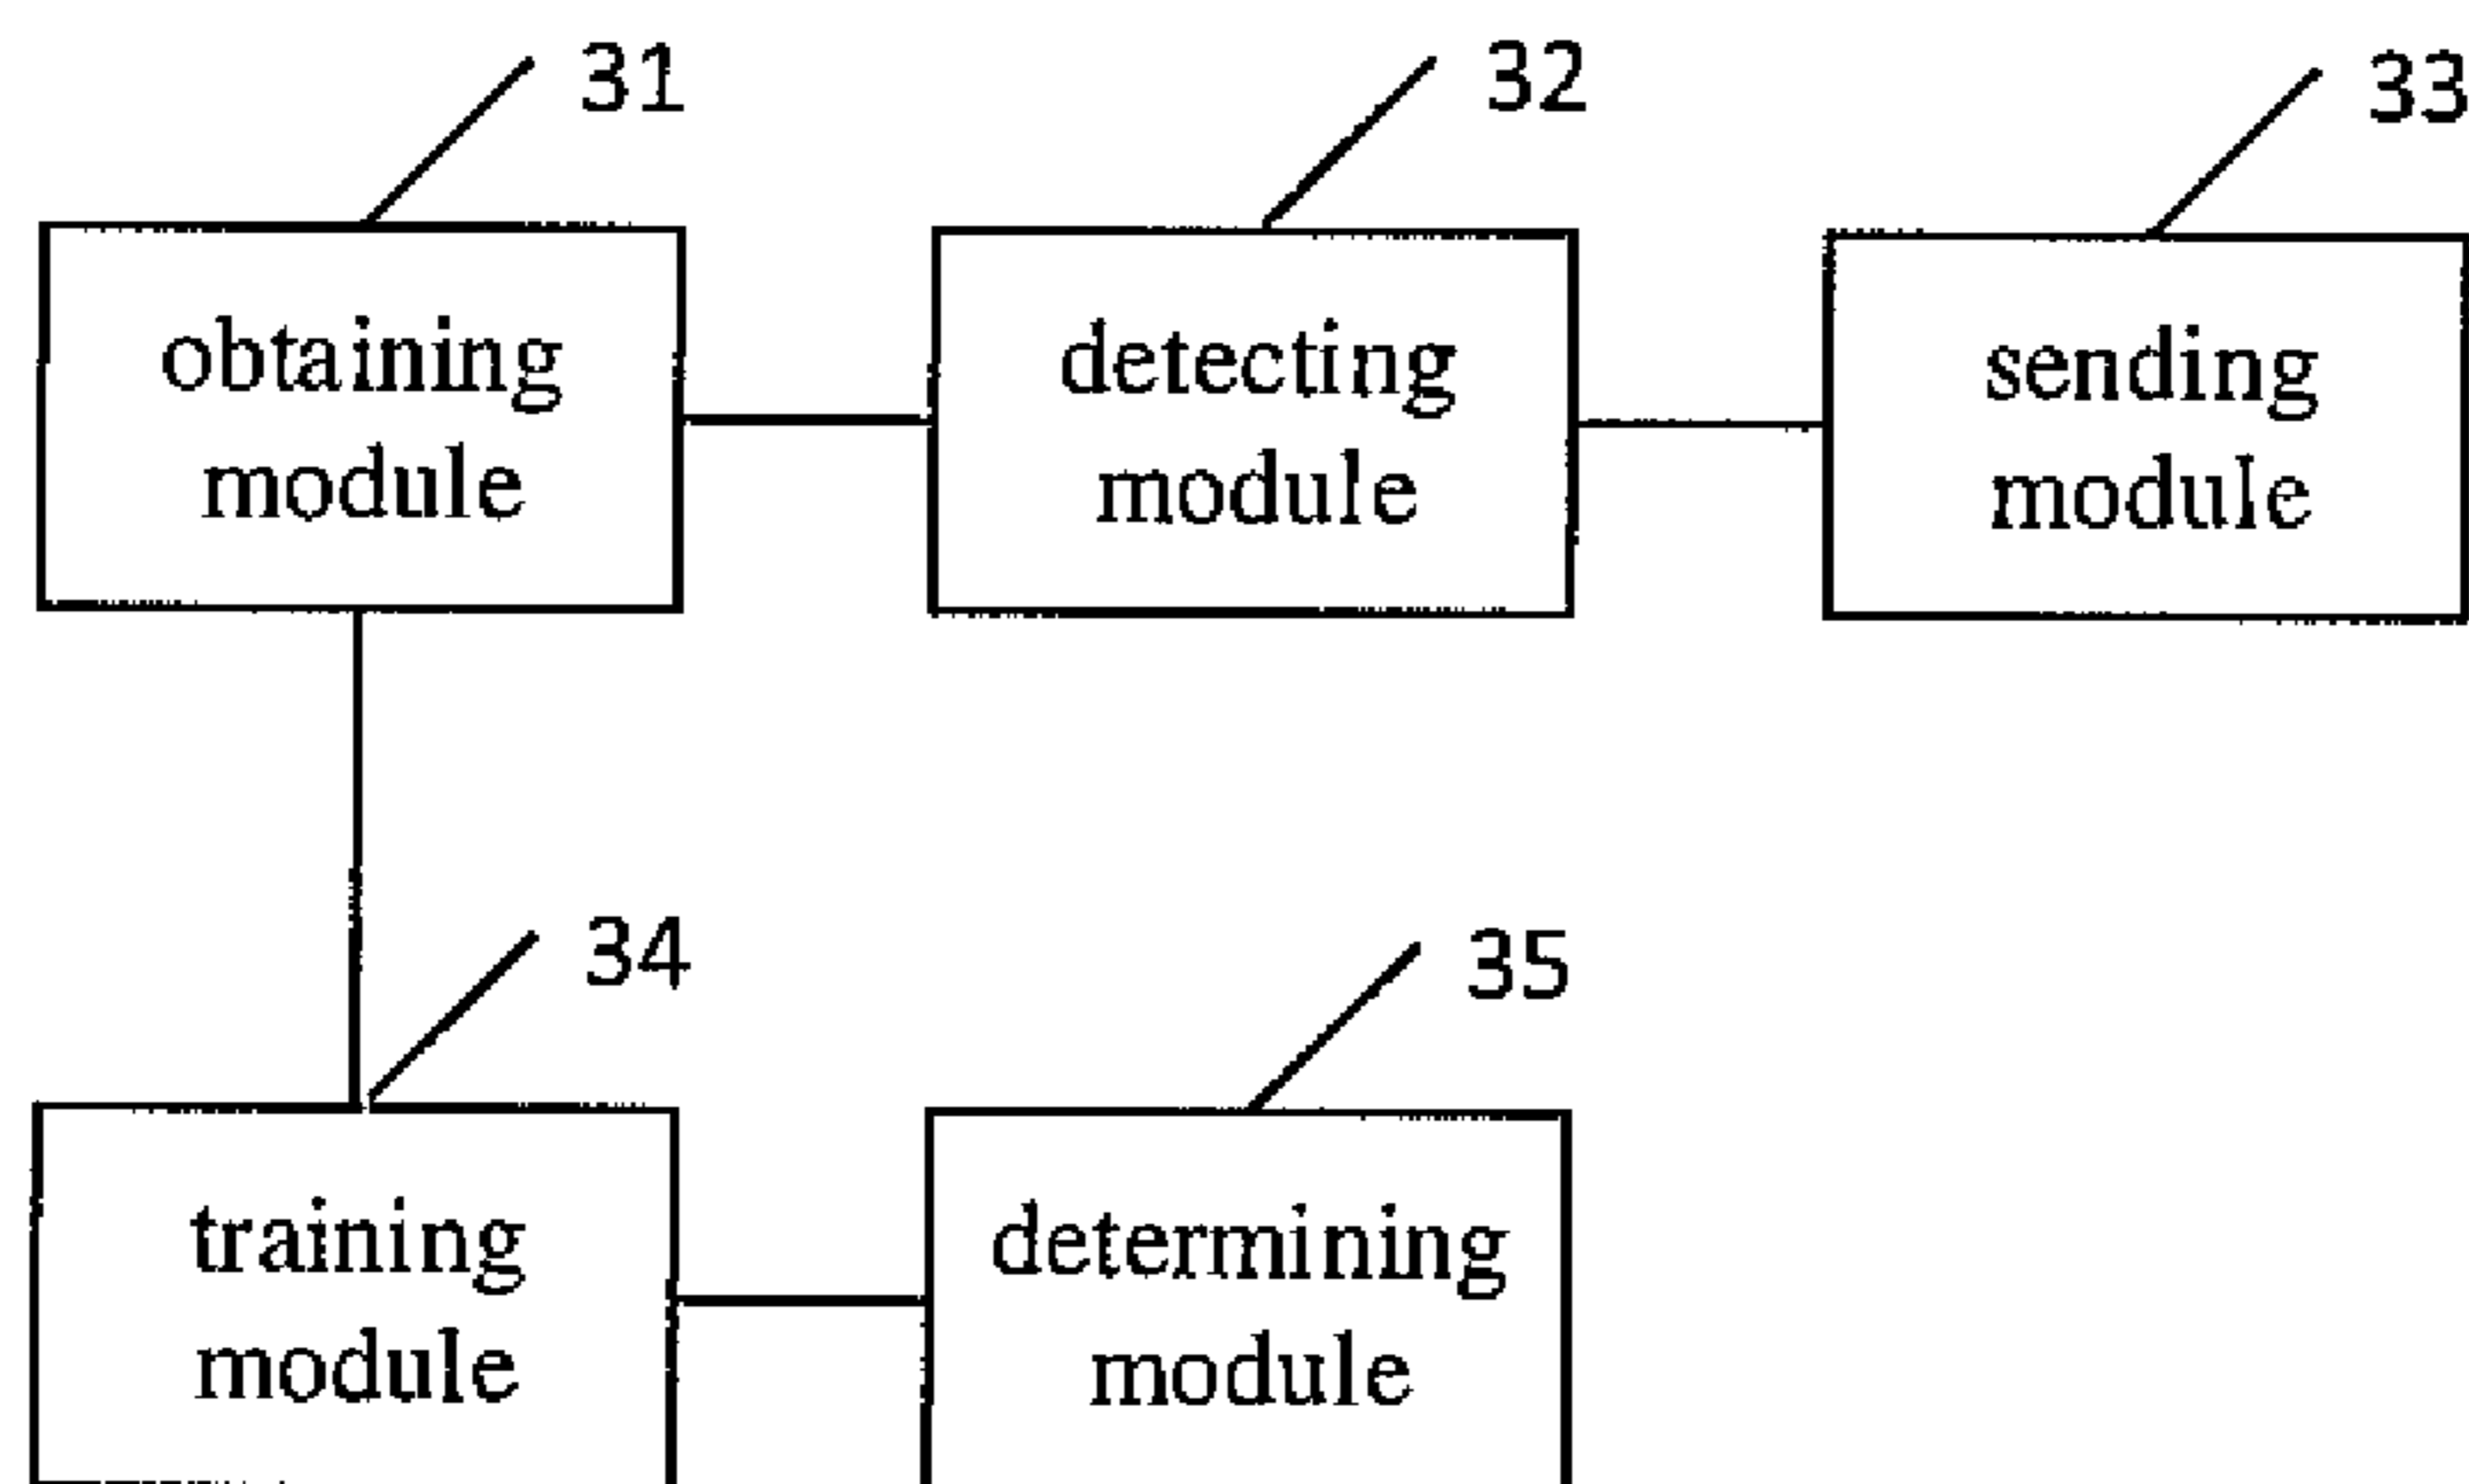 31
32
33
obtaining
module
detecting
module
sending
module
34
35
training
module
determining
module